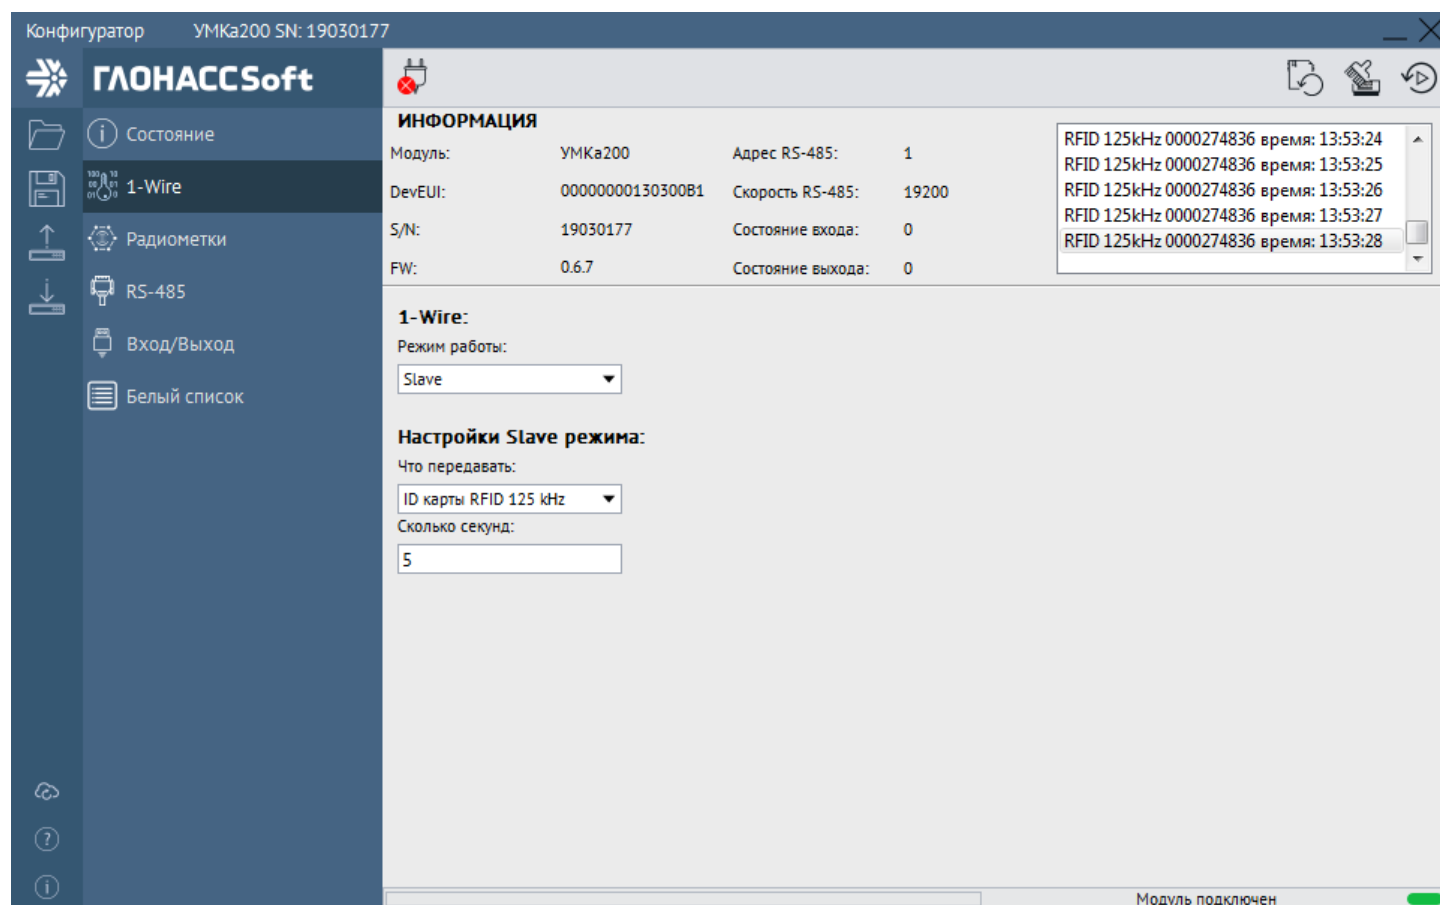 Конфигуратор УМКа200 SN: 19030177
ГЛОНАССSoft
Состояние
1-Wire
Радиометки
RS-485
Вход/Выход
Белый список
ИНФОРМАЦИЯ
Модуль: УМКа200 Адрес RS-485: 1
DevEUI: 00000000130300B1 Скорость RS-485: 19200
S/N: 19030177 Состояние входа: 0
FW: 0.6.7 Состояние выхода: 0
RFID 125kHz 0000274836 время: 13:53:24
RFID 125kHz 0000274836 время: 13:53:25
RFID 125kHz 0000274836 время: 13:53:26
RFID 125kHz 0000274836 время: 13:53:27
RFID 125kHz 0000274836 время: 13:53:28
1-Wire:
Режим работы:
Slave
Настройки Slave режима:
Что передавать:
ID карты RFID 125 kHz
Сколько секунд:
5
Модуль подключен